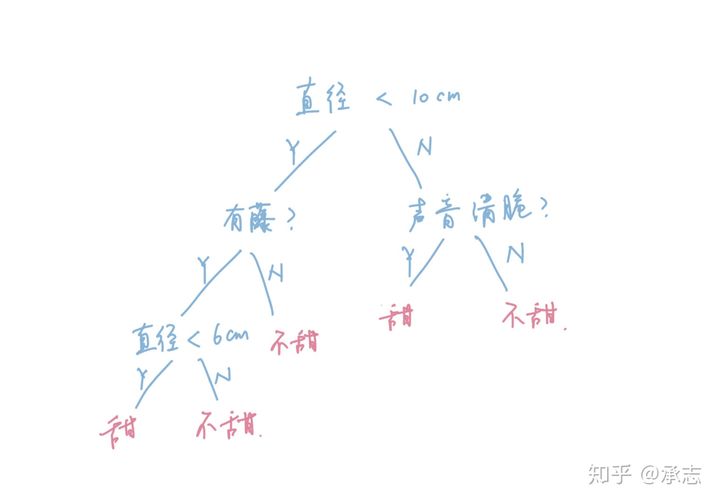 直径 < 10cm
Y N
有藤? 声音清脆?
Y N Y N
直径 < 6cm 不甜 甜 不甜.
Y N
甜 不甜.
知乎 @承志